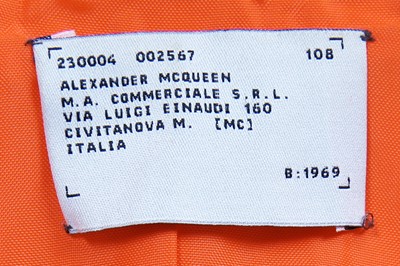 230004 002567 108
ALEXANDER MCQUEEN
M.A. COMMERCIALE S.R.L.
VIA LUIGI EINAUDI 160
CIVITANOVA M. [MC]
ITALIA
B:1969